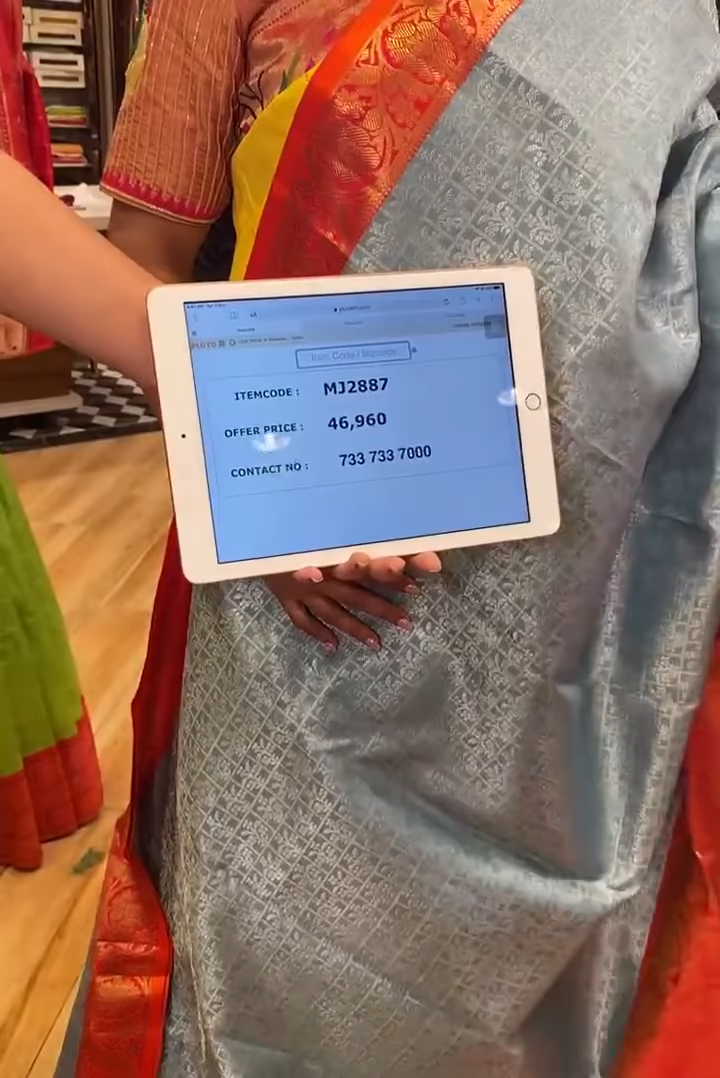 Item Code / Barcode
ITEMCODE : MJ2887
OFFER PRICE : 46,960
CONTACT NO : 733 733 7000